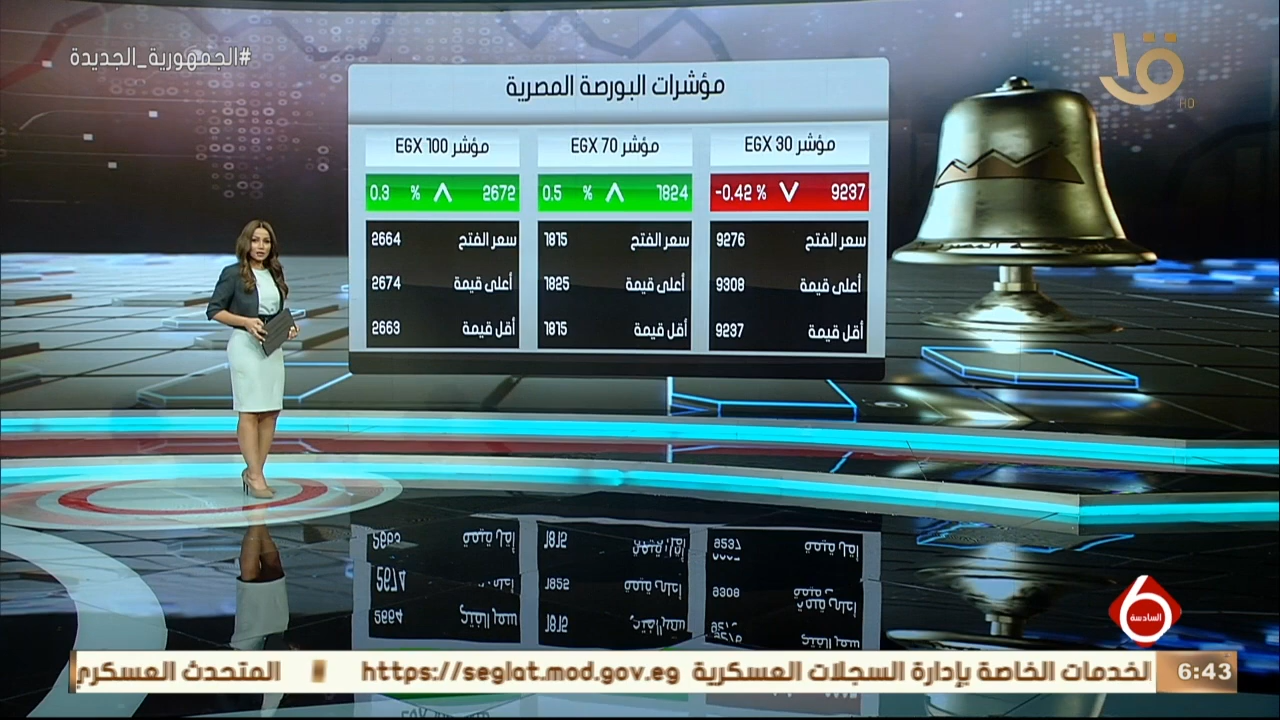 #الجمهورية_الجديدة
HD
مؤشرات البورصة المصرية
مؤشر EGX 30
9237 -0.42 %
سعر الفتح 9276
أعلى قيمة 9308
أقل قيمة 9237
مؤشر EGX 70
1824 % 0.5
سعر الفتح 1815
أعلى قيمة 1825
أقل قيمة 1815
مؤشر EGX 100
2672 % 0.3
سعر الفتح 2664
أعلى قيمة 2674
أقل قيمة 2663
6
السادسة
6:43
لخدمات الخاصة بإدارة السجلات العسكرية https://seglat.mod.gov.eg المتحدث العسكري